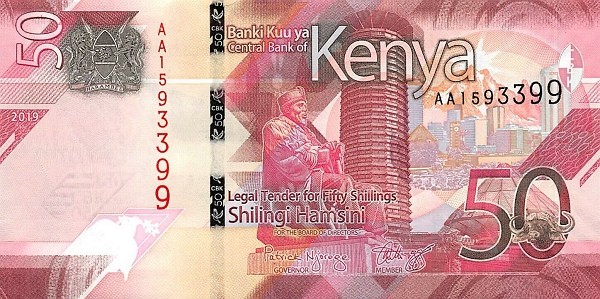 50
HARAMBEE
2019
AA1593399
CBK 50
CBK 50
CBK 50
Banki Kuu ya
Central Bank of
Kenya
AA1593399
Legal Tender for Fifty Shillings
Shilingi Hamsini
FOR THE BOARD OF DIRECTORS
Patrick Njoroge
GOVERNOR
MEMBER
50